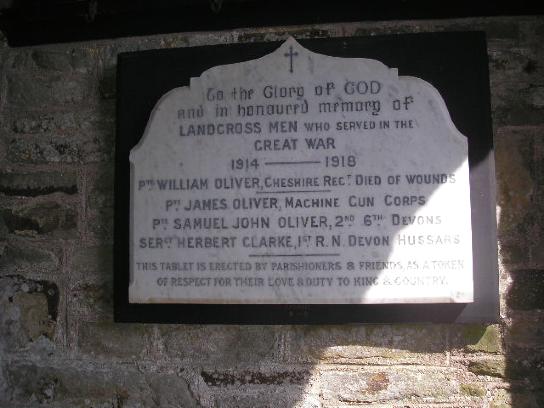 To the Glory of GOD
and in honoured memory of
LANDCROSS MEN WHO SERVED IN THE
GREAT WAR
1914 — 1918
PTE WILLIAM OLIVER, CHESHIRE REGT. DIED OF WOUNDS
PTE JAMES OLIVER, MACHINE GUN CORPS
PTE SAMUEL JOHN OLIVER, 2ND 6TH DEVONS
SERGT HERBERT CLARKE, 1ST R.N. DEVON HUSSARS
THIS TABLET IS ERECTED BY PARISHIONERS & FRIENDS, AS A TOKEN
OF RESPECT FOR THEIR LOVE & DUTY TO KING & COUNTRY.